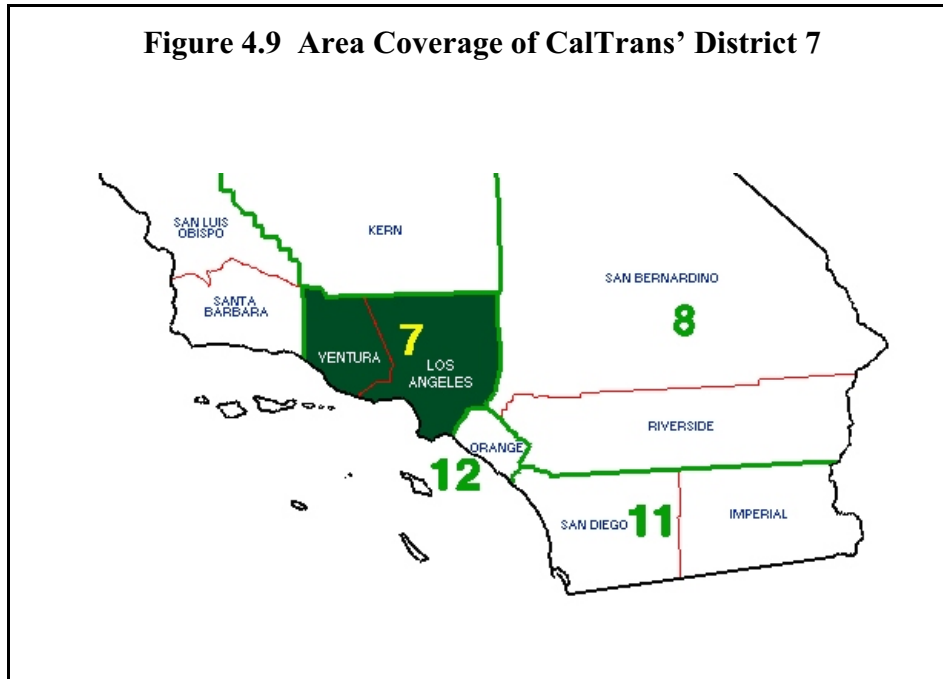 Figure 4.9 Area Coverage of CalTrans’ District 7
SAN LUIS
OBISPO
KERN
SAN BERNARDINO
8
SANTA
BARBARA
VENTURA
7
LOS
ANGELES
RIVERSIDE
ORANGE
12
SAN DIEGO
11
IMPERIAL